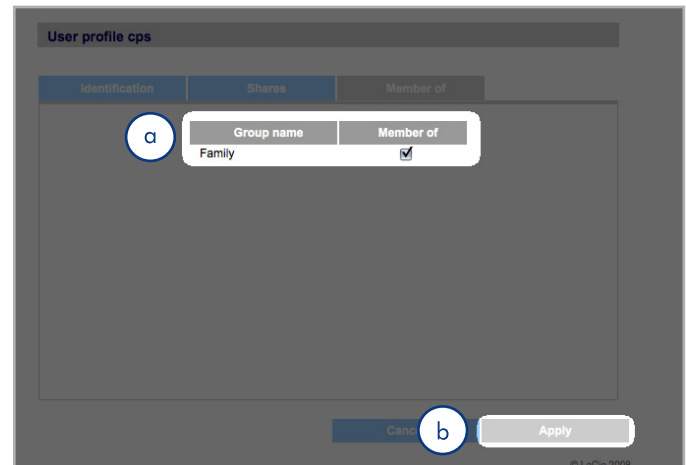 User profile cps
Identification Shares Member of
a
Group name Member of
Family
b Apply